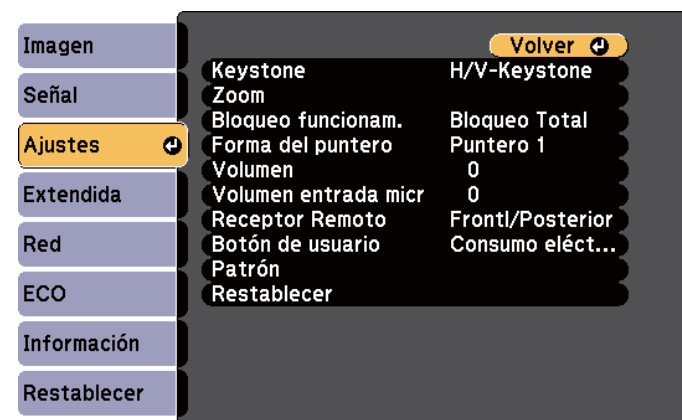 Imagen
Señal
Ajustes
Extendida
Red
ECO
Información
Restablecer
Volver
Keystone H/V-Keystone
Zoom
Bloqueo funcionam. Bloqueo Total
Forma del puntero Puntero 1
Volumen 0
Volumen entrada micr 0
Receptor Remoto Frontl/Posterior
Botón de usuario Consumo eléct...
Patrón
Restablecer